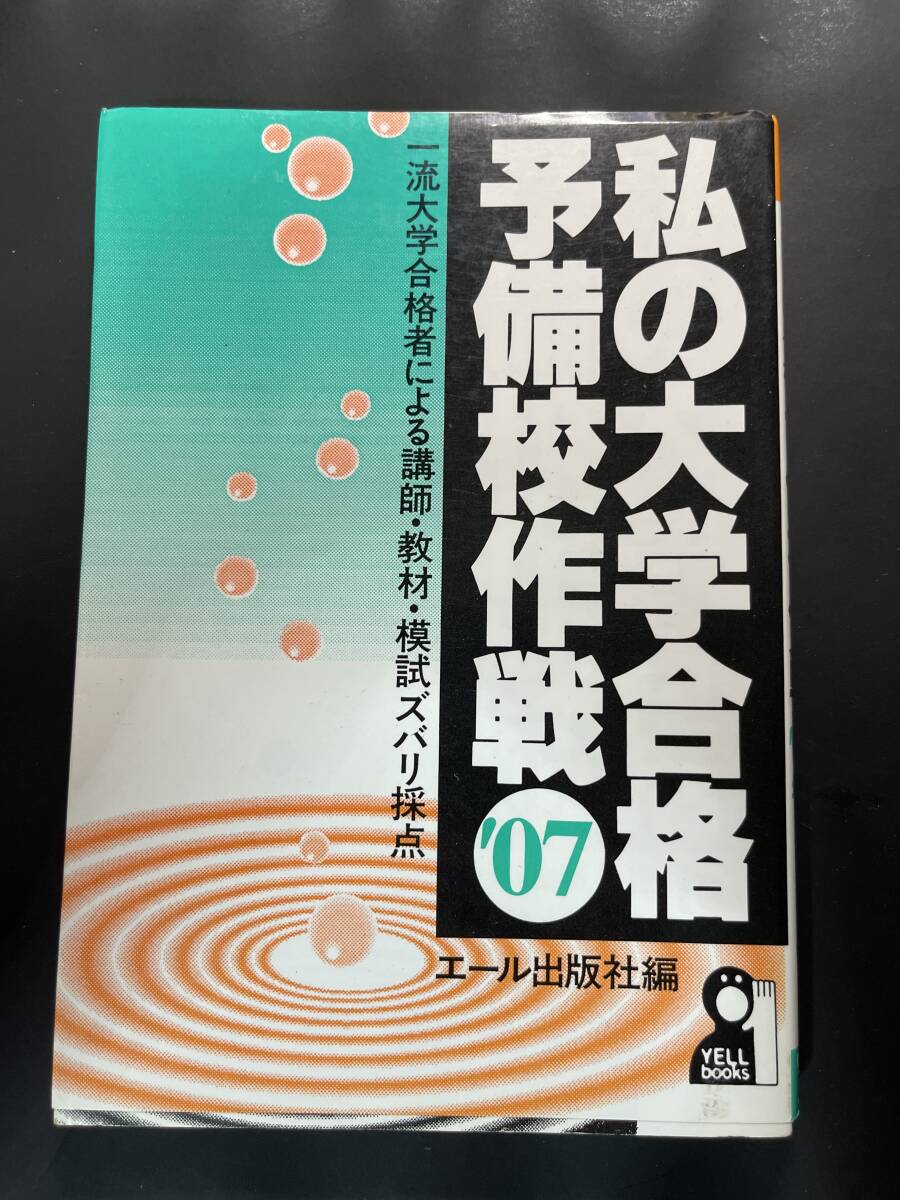 私の大学合格
予備校作戦
'07
一流大学合格者による講師・教材・模試ズバリ採点
エール出版社編
YELL
books